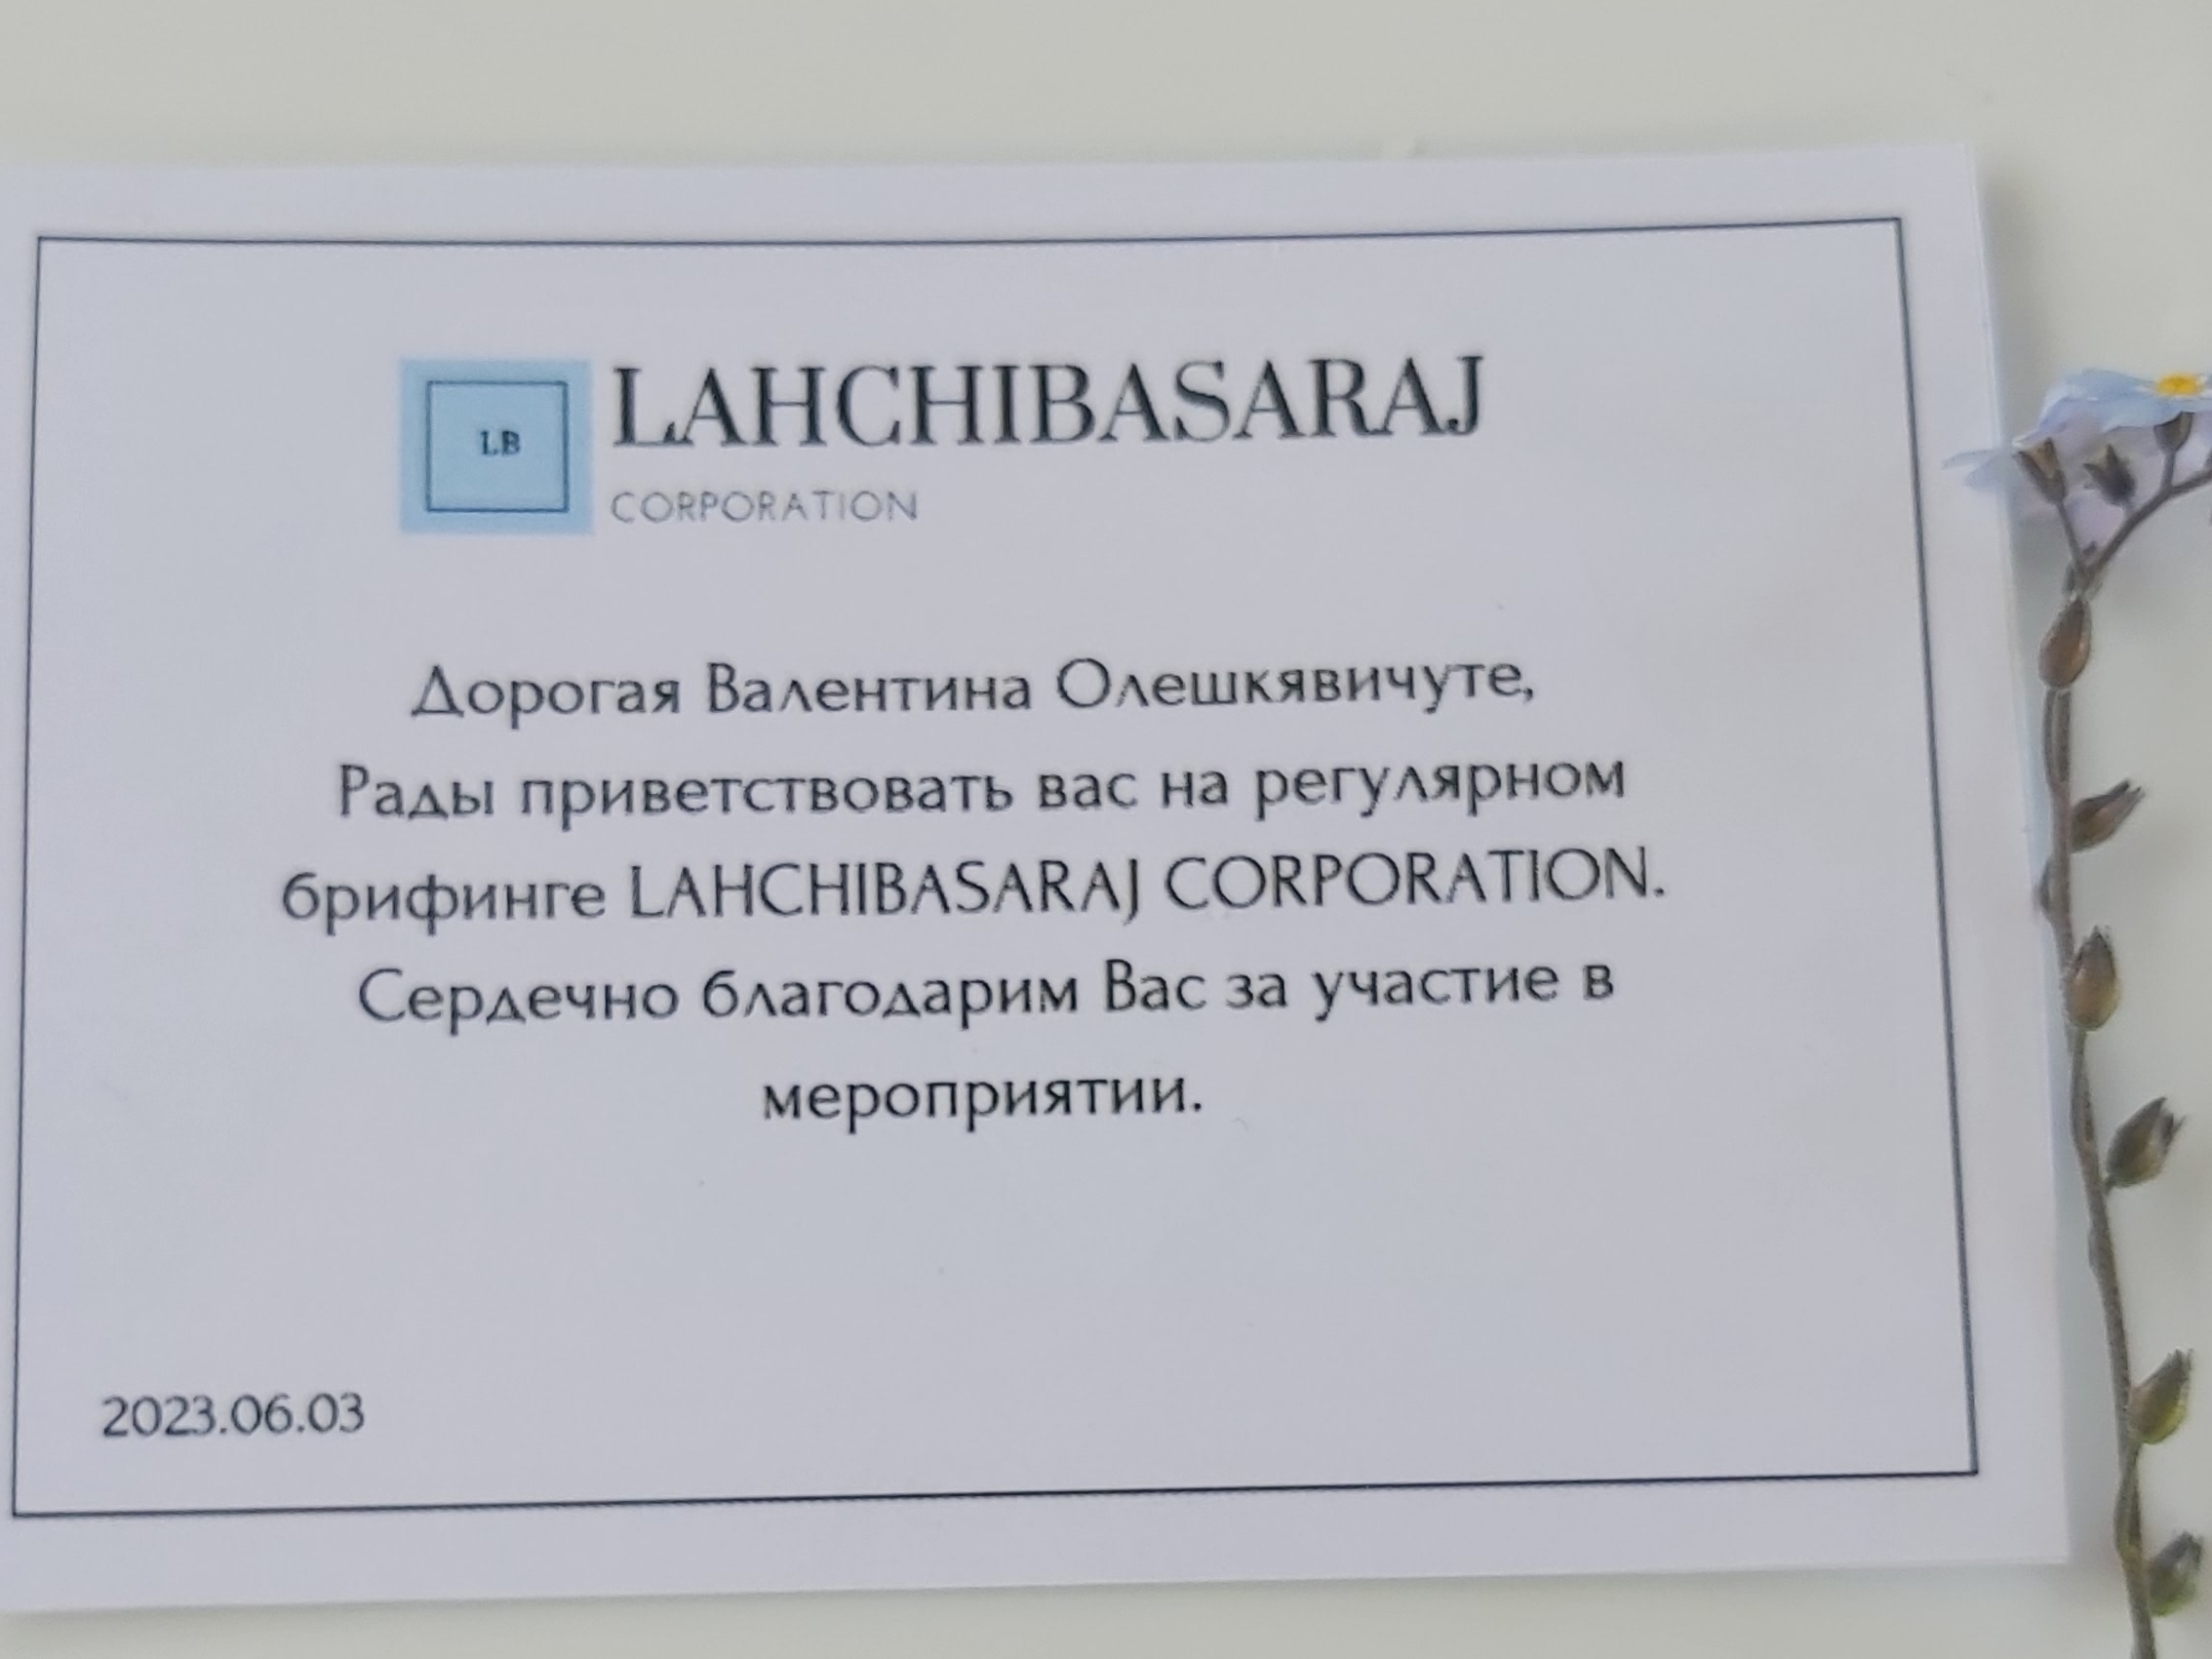 LB
LAHCHIBASARAJ
CORPORATION
Дорогая Валентина Олешкявичуте,
Рады приветствовать вас на регулярном
брифинге LAHCHIBASARAJ CORPORATION.
Сердечно благодарим Вас за участие в
мероприятии.
2023.06.03